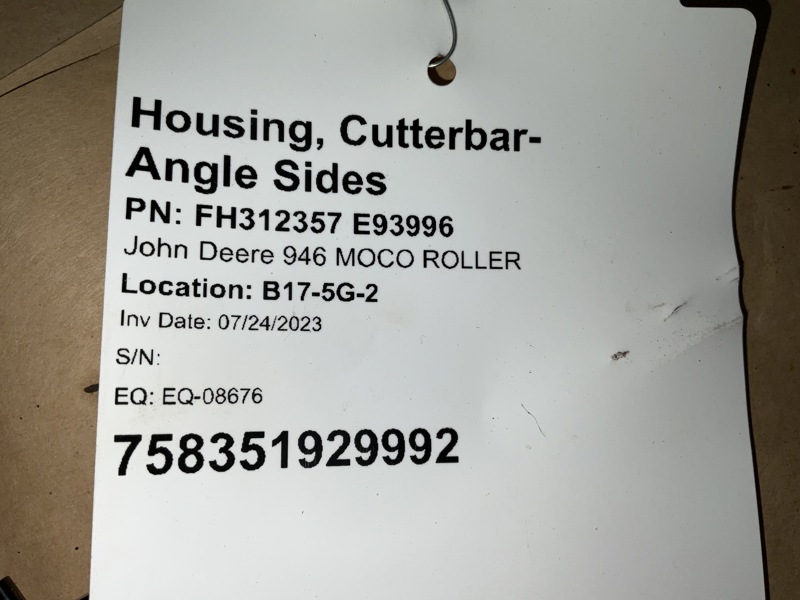 Housing, Cutterbar-
Angle Sides
PN: FH312357 E93996
John Deere 946 MOCO ROLLER
Location: B17-5G-2
Inv Date: 07/24/2023
S/N:
EQ: EQ-08676
758351929992